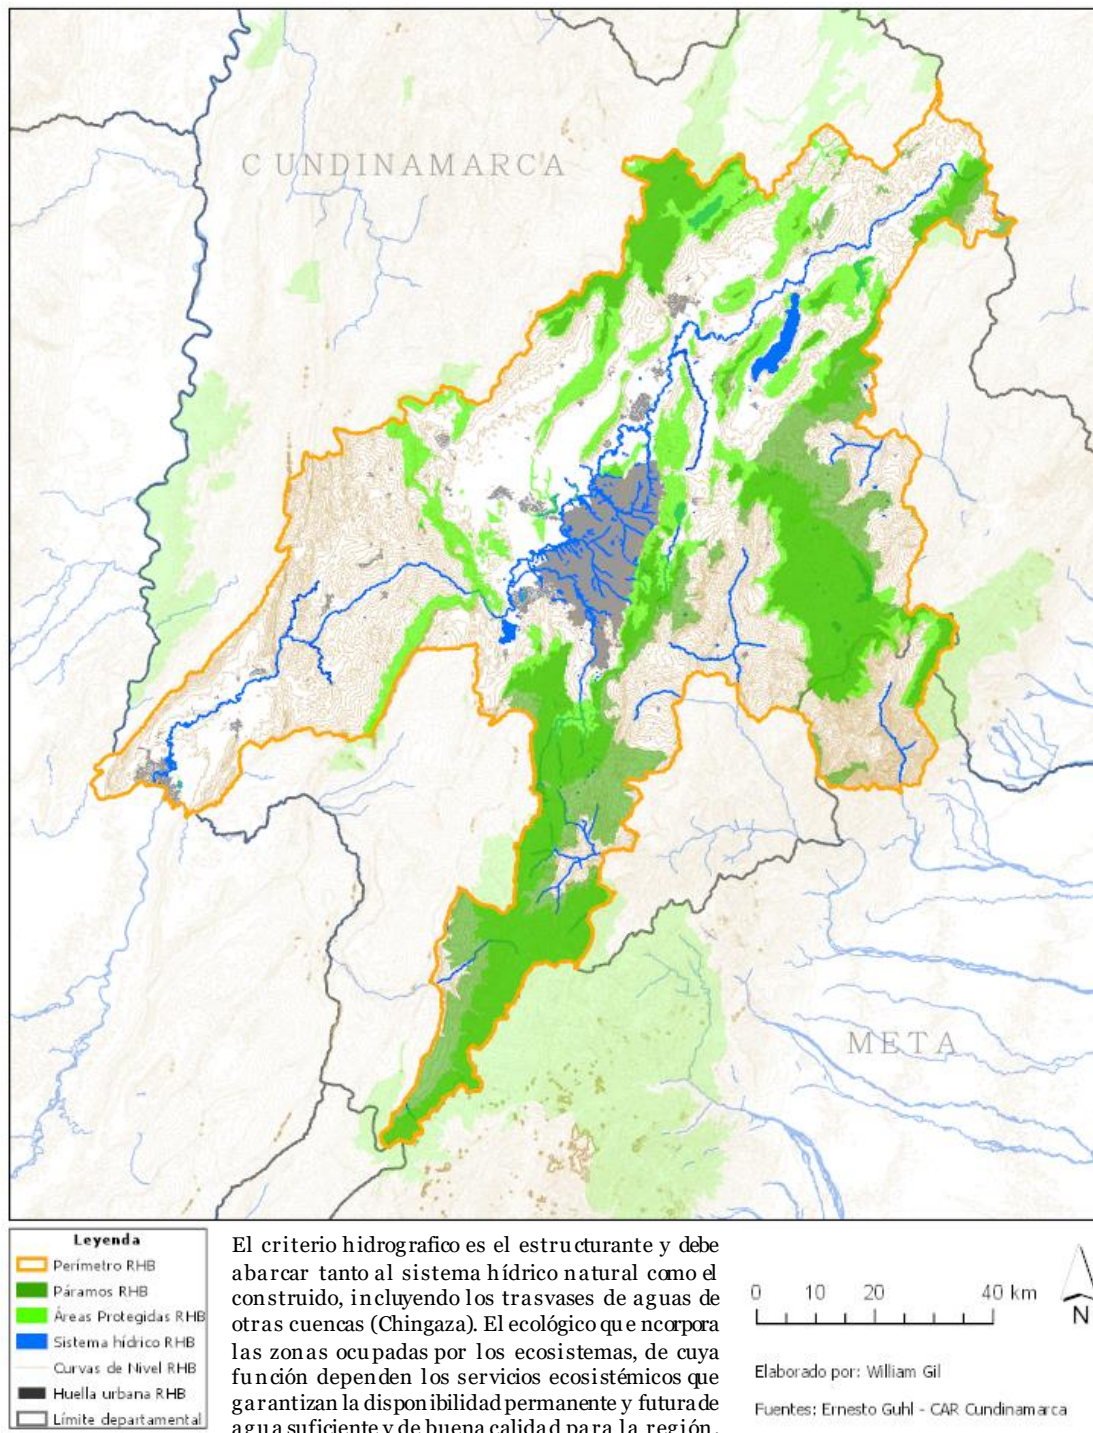 CUNDINAMARCA
META
Leyenda
Perímetro RHB
Páramos RHB
Áreas Protegidas RHB
Sistema hídrico RHB
Curvas de Nivel RHB
Huella urbana RHB
Límite departamental
El criterio hidrografico es el estructurante y debe
abarcar tanto al sistema hídrico natural como el
construido, incluyendo los trasvases de aguas de
otras cuencas (Chingaza). El ecológico que ncorpora
las zonas ocupadas por los ecosistemas, de cuya
función dependen los servicios ecosistémicos que
garantizan la disponibilidad permanente y futura de
agua suficiente y de buena calidad para la región.
0 10 20 40 km
N
Elaborado por: William Gil
Fuentes: Ernesto Guhl - CAR Cundinamarca